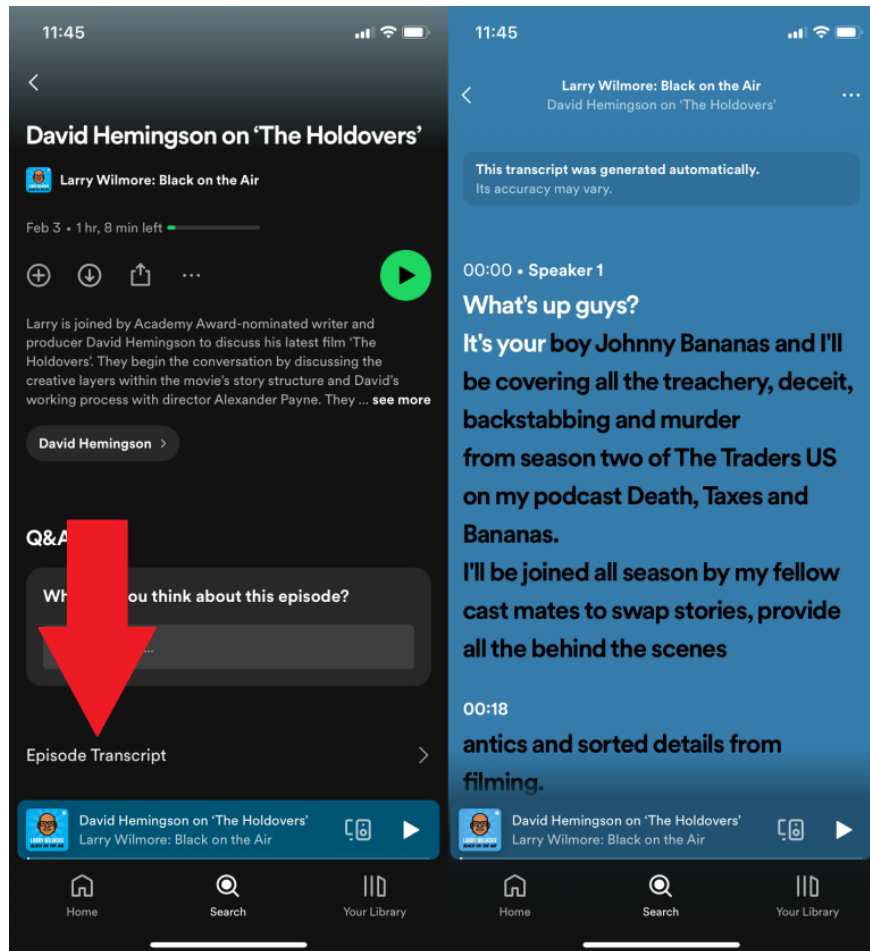 11:45
David Hemingson on ‘The Holdovers’
Larry Wilmore: Black on the Air
Feb 3 • 1 hr, 8 min left
Larry is joined by Academy Award-nominated writer and
producer David Hemingson to discuss his latest film ‘The
Holdovers’. They begin the conversation by discussing the
creative layers within the movie’s story structure and David’s
working process with director Alexander Payne. They ... see more
David Hemingson
Q&A
Wh ou think about this episode?
...
Episode Transcript
David Hemingson on ‘The Holdovers’
Larry Wilmore: Black on the Air
Home
Search
Your Library
11:45
Larry Wilmore: Black on the Air
David Hemingson on ‘The Holdovers’
This transcript was generated automatically.
Its accuracy may vary.
00:00 • Speaker 1
What's up guys?
It's your boy Johnny Bananas and I'll
be covering all the treachery, deceit,
backstabbing and murder
from season two of The Traders US
on my podcast Death, Taxes and
Bananas.
I'll be joined all season by my fellow
cast mates to swap stories, provide
all the behind the scenes
00:18
antics and sorted details from
filming.
David Hemingson on ‘The Holdovers’
Larry Wilmore: Black on the Air
Home
Search
Your Library